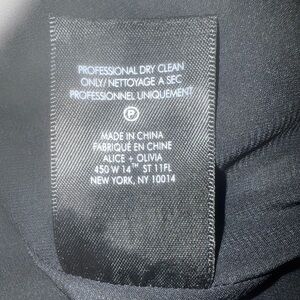 PROFESSIONAL DRY CLEAN
ONLY/ NETTOYAGE A SEC
PROFESSIONNEL UNIQUEMENT
P
MADE IN CHINA
FABRIQUÉ EN CHINE
ALICE + OLIVIA
450 W 14TH ST 11FL
NEW YORK, NY 10014